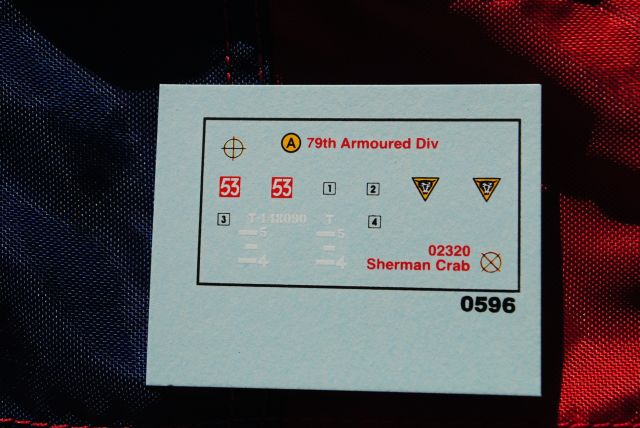 A 79th Armoured Div
53 53 1 2
3 T-148090 T 4
5 5
4 4
02320
Sherman Crab
0596